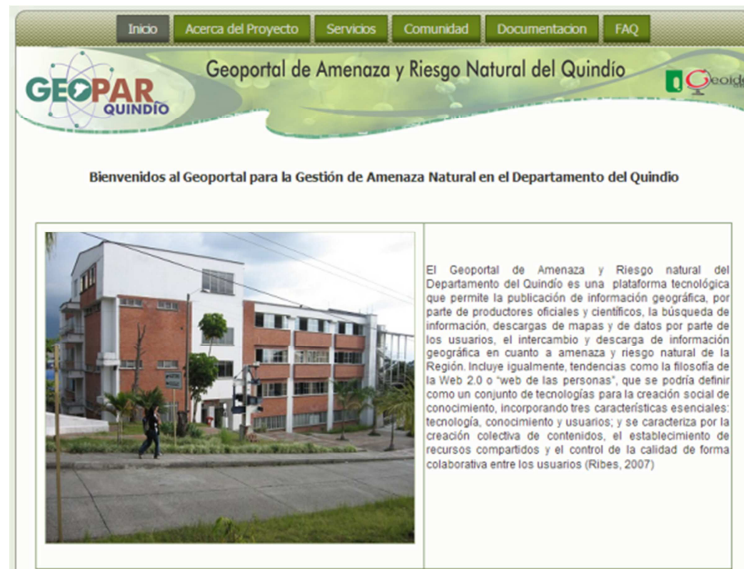 Inicio Acerca del Proyecto Servicios Comunidad Documentacion FAQ
Geoportal de Amenaza y Riesgo Natural del Quindío
GEOPAR
QUINDÍO
Bienvenidos al Geoportal para la Gestión de Amenaza Natural en el Departamento del Quindio
El Geoportal de Amenaza y Riesgo natural del
Departamento del Quindío es una plataforma tecnológica
que permite la publicación de información geográfica, por
parte de productores oficiales y científicos, la búsqueda de
información, descargas de mapas y de datos por parte de
los usuarios, el intercambio y descarga de información
geográfica en cuanto a amenaza y riesgo natural de la
Región. Incluye igualmente, tendencias como la filosofía de
la Web 2.0 o "web de las personas", que se podría definir
como un conjunto de tecnologías para la creación social de
conocimiento, incorporando tres características esenciales:
tecnología, conocimiento y usuarios; y se caracteriza por la
creación colectiva de contenidos, el establecimiento de
recursos compartidos y el control de la calidad de forma
colaborativa entre los usuarios (Ribes, 2007)